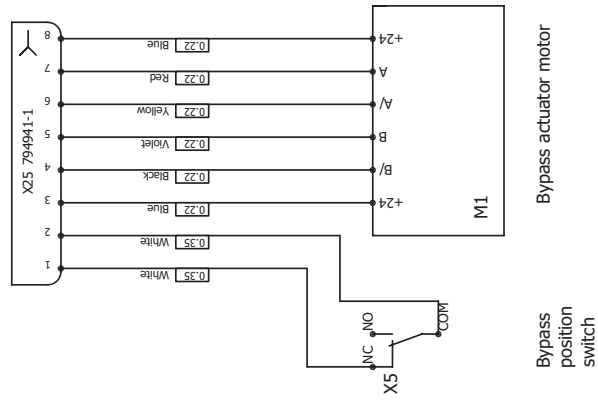 X25 794941-1
8
Blue
0.22
+24
7
Red
0.22
A
6
Yellow
0.22
A/
5
Violet
0.22
B
4
Black
0.22
B/
3
Blue
0.22
+24
2
White
0.35
1
White
0.35
M1
Bypass actuator motor
NO
COM
NC
X5
Bypass
position
switch